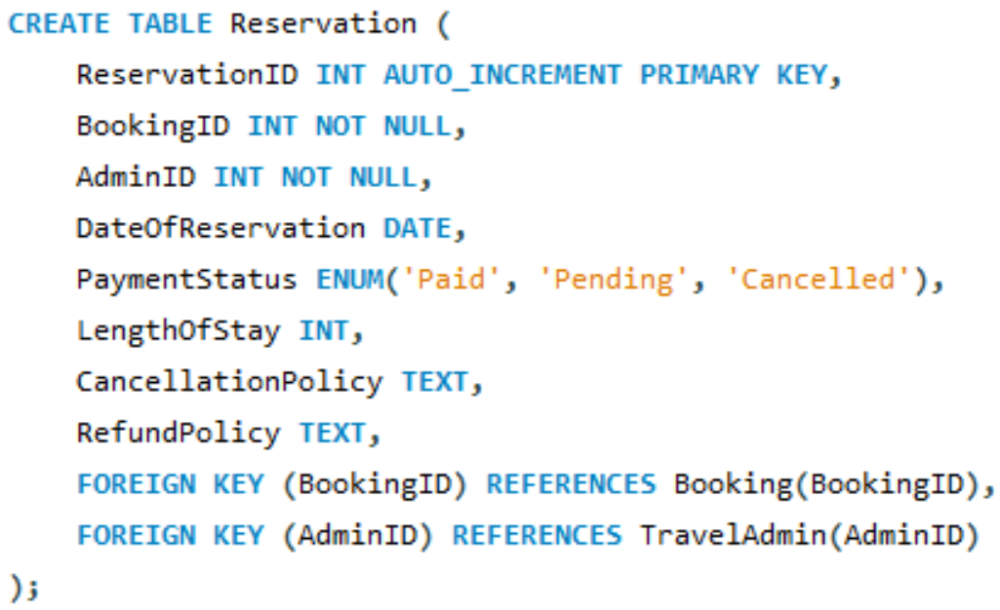 CREATE TABLE Reservation (
    ReservationID INT AUTO_INCREMENT PRIMARY KEY,
    BookingID INT NOT NULL,
    AdminID INT NOT NULL,
    DateOfReservation DATE,
    PaymentStatus ENUM('Paid', 'Pending', 'Cancelled'),
    LengthOfStay INT,
    CancellationPolicy TEXT,
    RefundPolicy TEXT,
    FOREIGN KEY (BookingID) REFERENCES Booking(BookingID),
    FOREIGN KEY (AdminID) REFERENCES TravelAdmin(AdminID)
);